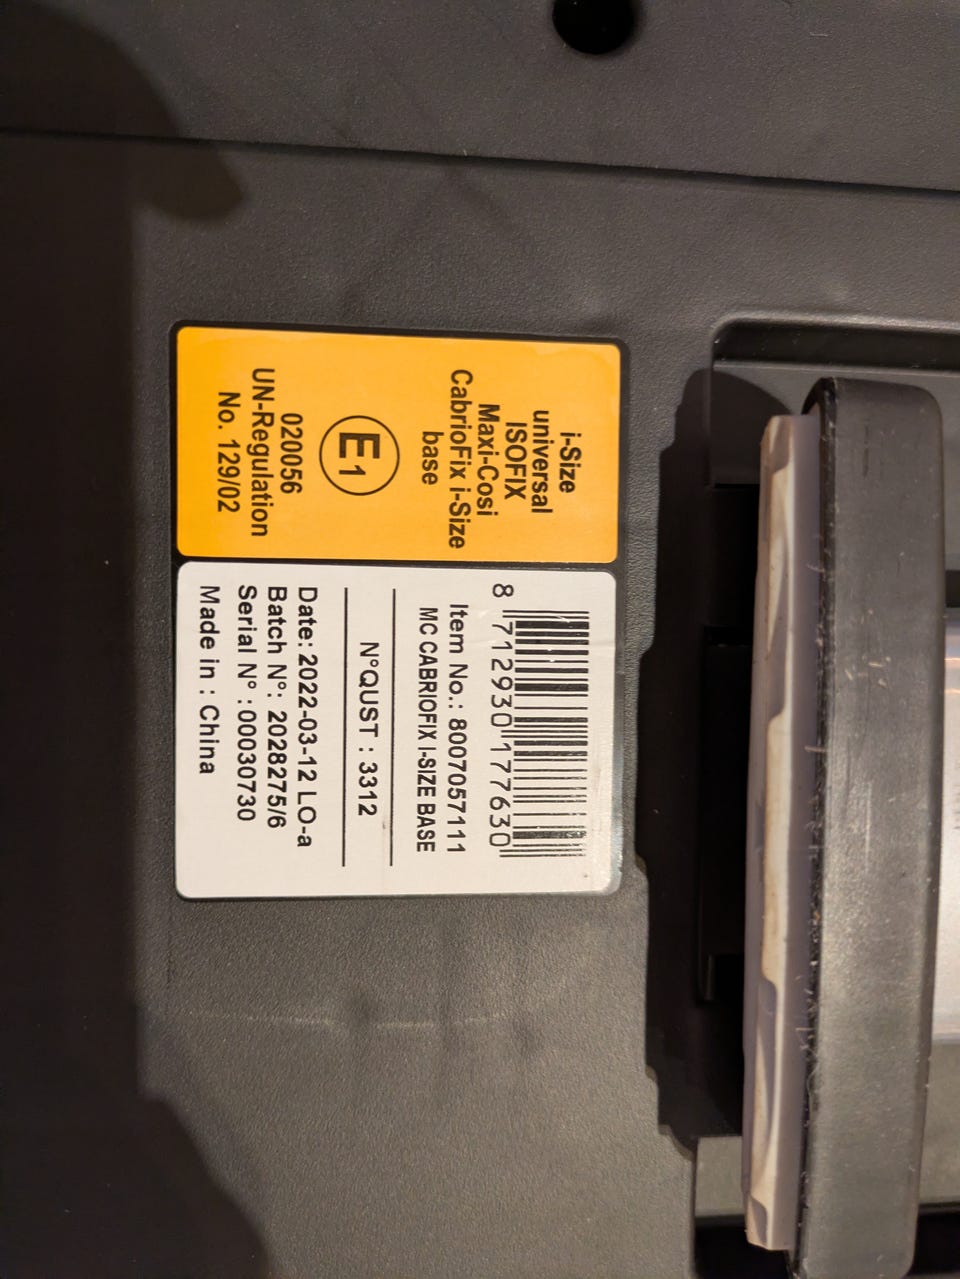 i-Size
universal
ISOFIX
Maxi-Cosi
CabrioFix i-Size
base
E1
020056
UN-Regulation
No. 129/02
8 712930 177630
Item No.: 8007057111
MC CABRIOFIX I-SIZE BASE
N°QUST : 3312
Date: 2022-03-12 LO-a
Batch N°: 2028275/6
Serial N° :00030730
Made in : China